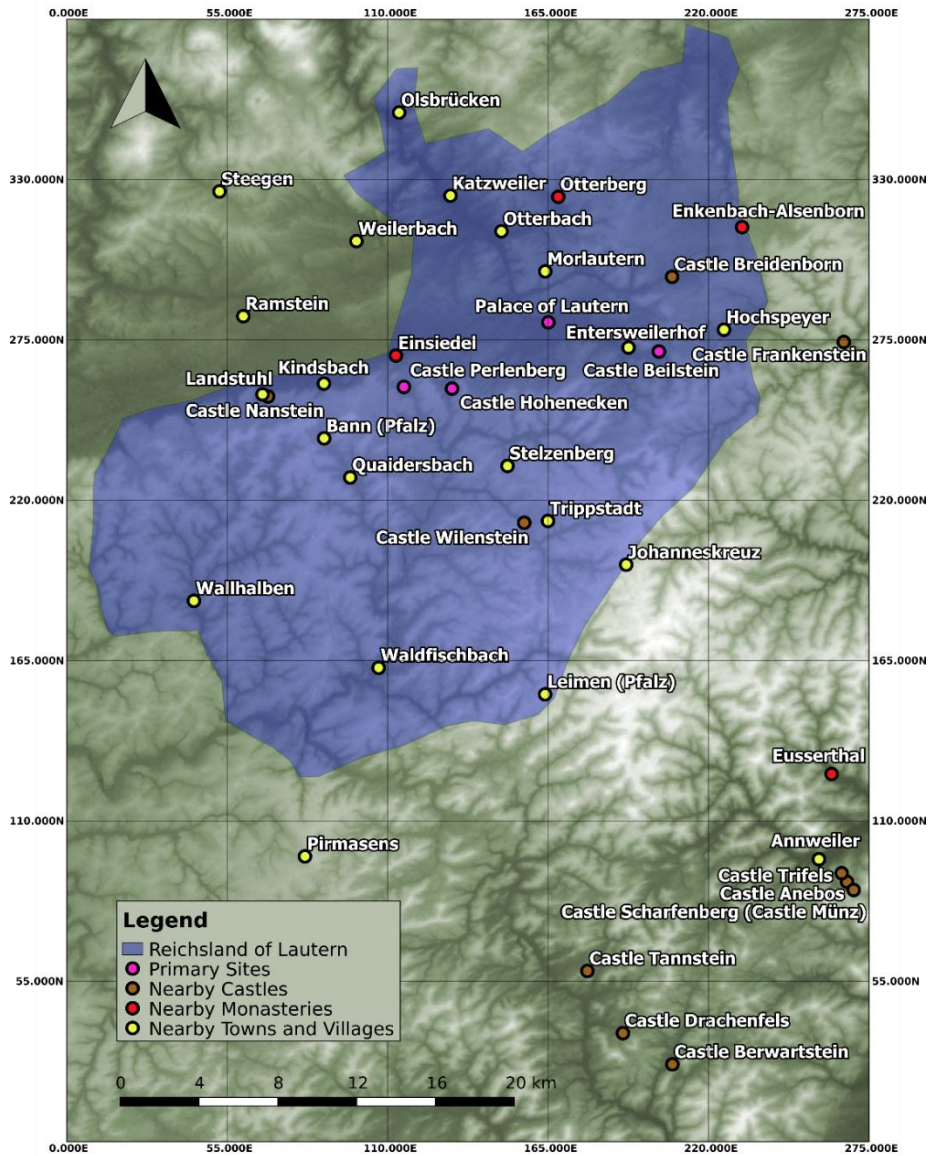 0.000E 55.000E 110.000E 165.000E 220.000E 275.000E
Olsbrücken
330.000N 330.000N
Steegen
Katzweiler
Otterberg
Enkenbach-Alsenborn
Otterbach
Weilerbach
Morlautern
Castle Breidenborn
Ramstein
Palace of Lautern
Hochspeyer
275.000N 275.000N
Einsiedel
Entersweilerhof
Castle Frankenstein
Castle Perlenberg
Castle Beilstein
Kindsbach
Landstuhl
Castle Hohenecken
Castle Nanstein
Bann (Pfalz)
Quaidersbach
Stelzenberg
220.000N 220.000N
Trippstadt
Castle Wilenstein
Johanneskreuz
Wallhalben
165.000N 165.000N
Waldfischbach
Leimen (Pfalz)
Eusserthal
110.000N 110.000N
Annweiler
Pirmasens
Castle Trifels
Castle Anebos
Castle Scharfenberg (Castle Münz)
Legend
Reichsland of Lautern
Primary Sites
Nearby Castles
Nearby Monasteries
Nearby Towns and Villages
Castle Tannstein
55.000N 55.000N
Castle Drachenfels
Castle Berwartstein
0 4 8 12 16 20 km
0.000E 55.000E 110.000E 165.000E 220.000E 275.000E